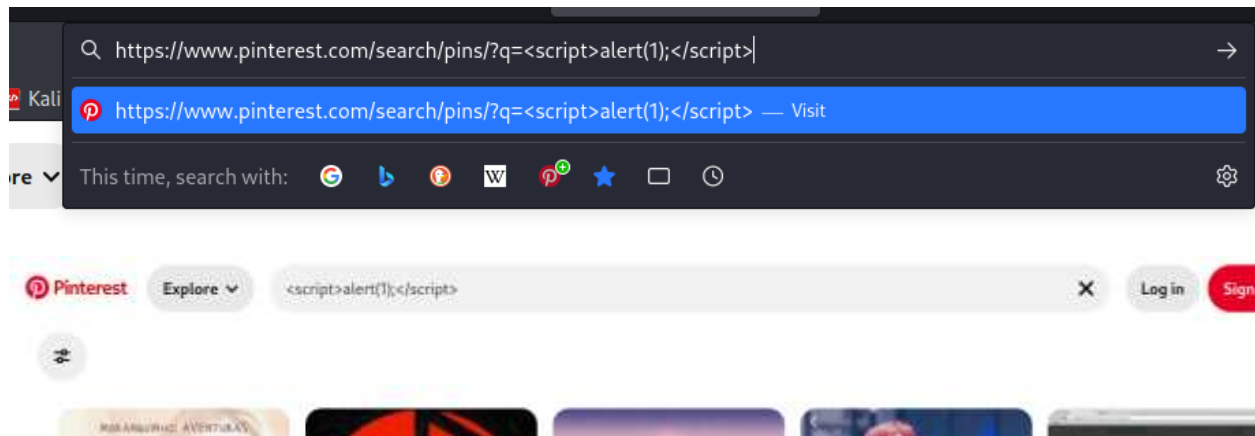 https://www.pinterest.com/search/pins/?q=<script>alert(1);</script>
Kali
https://www.pinterest.com/search/pins/?q=<script>alert(1);</script> — Visit
re
This time, search with: W
Pinterest Explore <script>alert(1);</script> Log in Sign
AVENTURAS